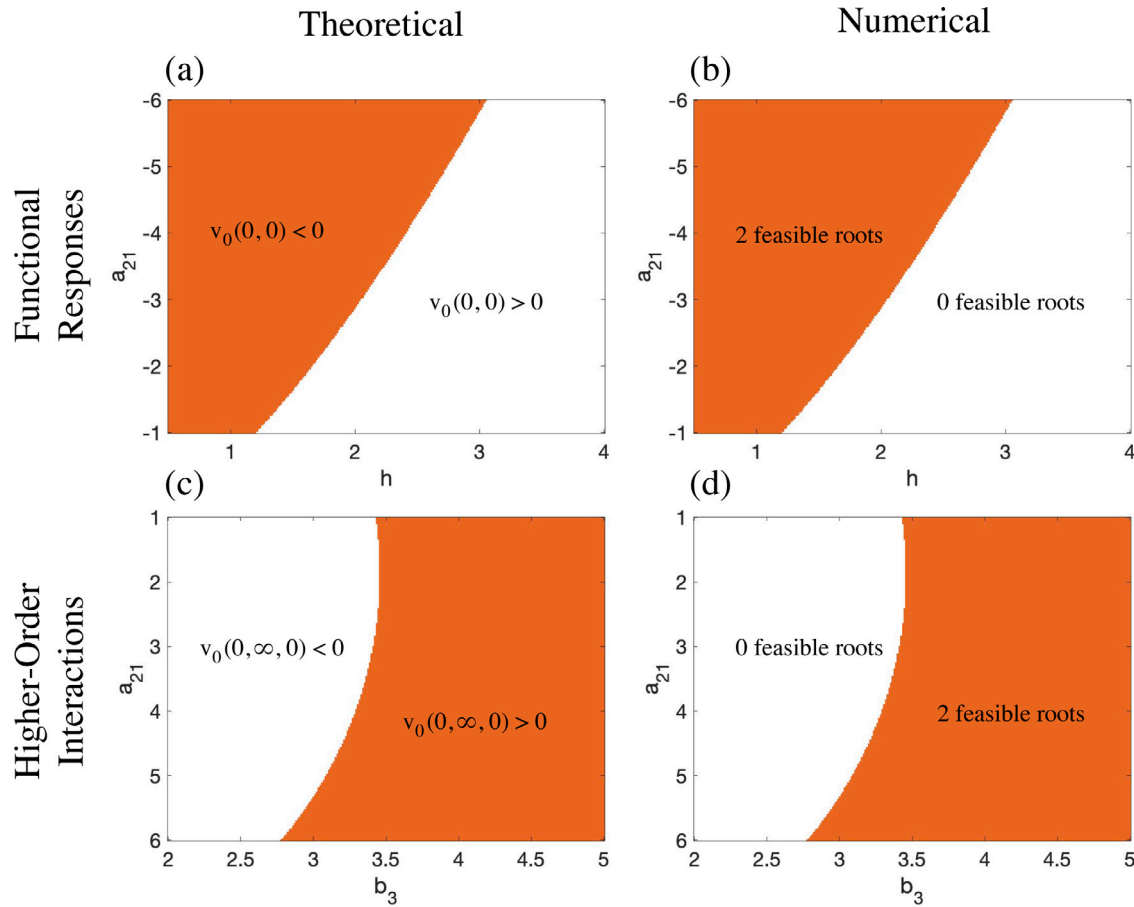 Theoretical
Numerical
(a)
(b)
Functional
Responses
-6
-5
-4
-3
-2
-1
a21
v0(0, 0) < 0
v0(0, 0) > 0
1
2
3
4
h
-6
-5
-4
-3
-2
-1
a21
2 feasible roots
0 feasible roots
1
2
3
4
h
(c)
(d)
Higher-Order
Interactions
1
2
3
4
5
6
a21
v0(0, ∞, 0) < 0
v0(0, ∞, 0) > 0
2
2.5
3
3.5
4
4.5
5
b3
1
2
3
4
5
6
a21
0 feasible roots
2 feasible roots
2
2.5
3
3.5
4
4.5
5
b3